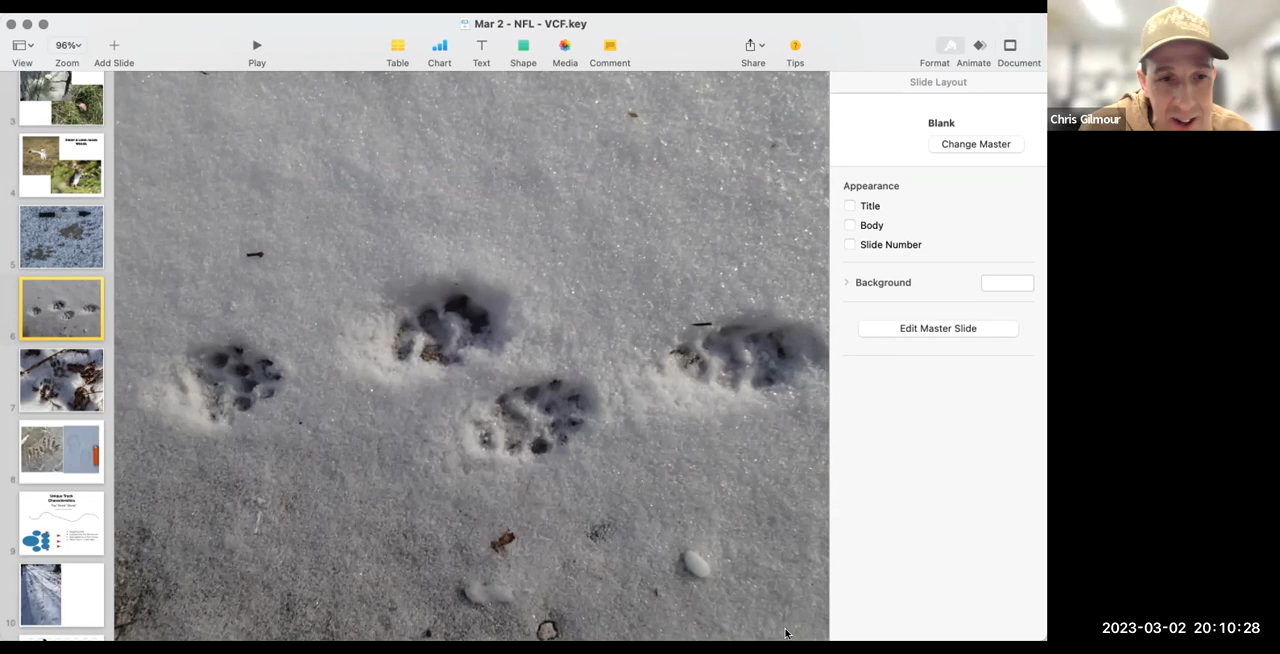 Mar 2 - NFL - VCF.key
View
96%
Zoom
Add Slide
Play
Table
Chart
Text
Shape
Media
Comment
Share
Tips
Format
Animate
Document
Slide Layout
Blank
Change Master
Appearance
Title
Body
Slide Number
Background
Edit Master Slide
3
4
5
6
7
8
9
10
Unique Track
Characteristics
Chris Gilmour
2023-03-02 20:10:28